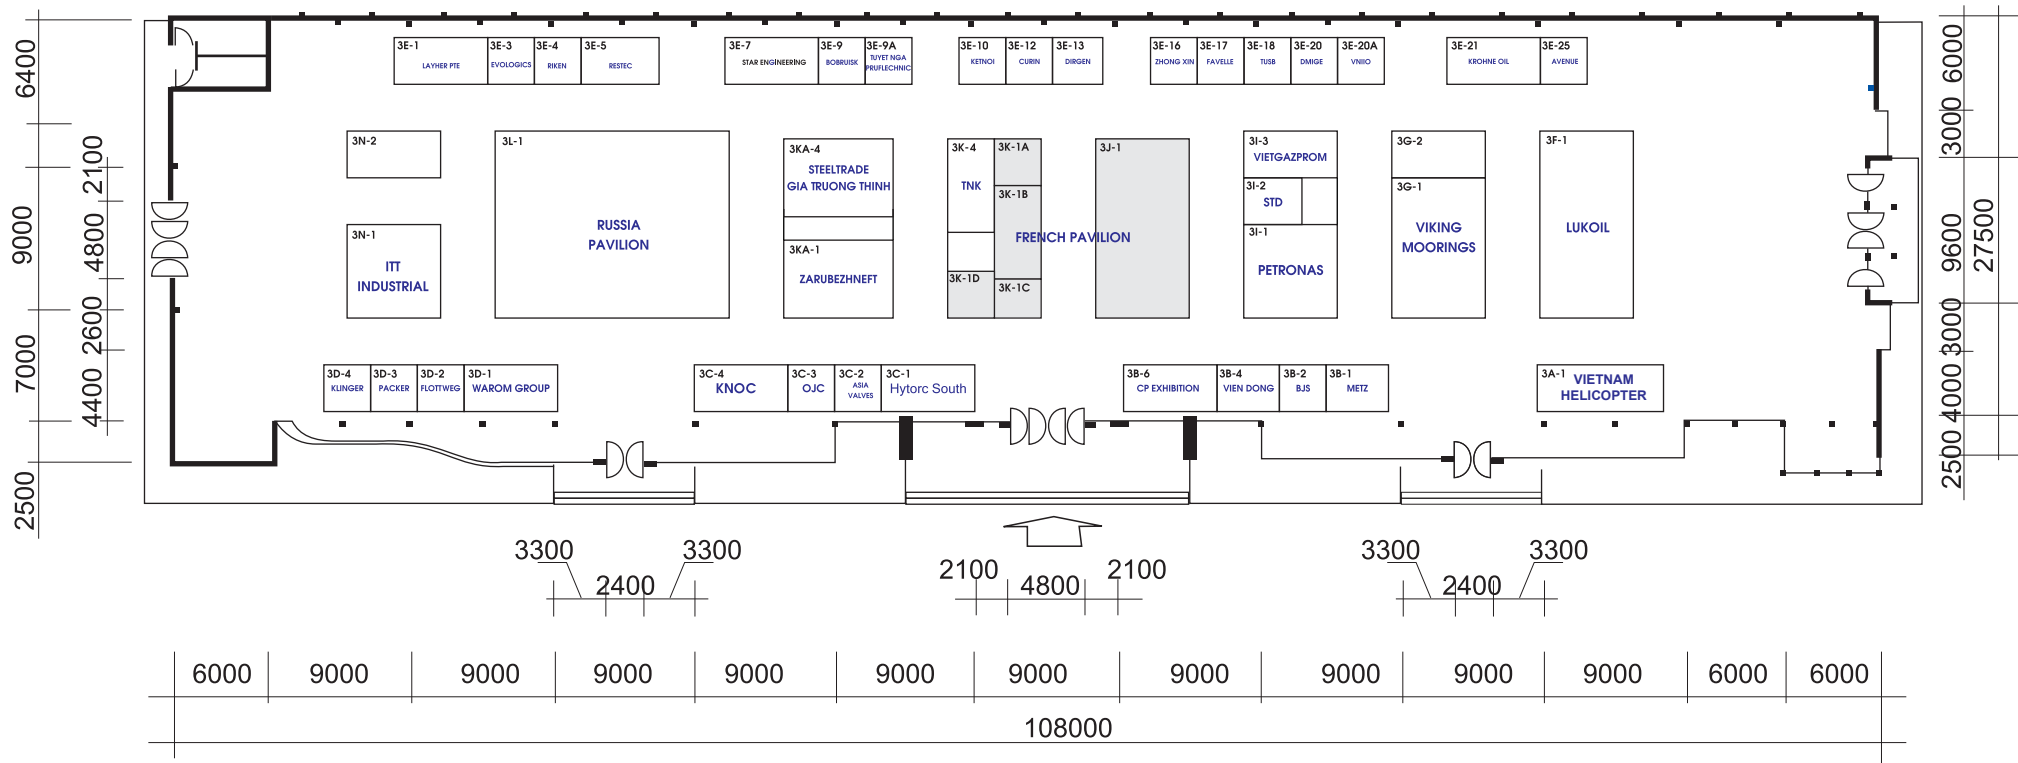 3E-1
LAYHER PTE
3E-3
EVOLOGICS
3E-4
RIKEN
3E-5
RESTEC
3E-7
STAR ENGINEERING
3E-9
BOBRUISK
3E-9A
TUYET NGA
PRUFLECHNIC
3E-10
KETNOI
3E-12
CURIN
3E-13
DIRGEN
3E-16
ZHONG XIN
3E-17
FAVELLE
3E-18
TUSB
3E-20
DMIGE
3E-20A
VNIIO
3E-21
KROHNE OIL
3E-25
AVENUE
3N-2
3N-1
ITT
INDUSTRIAL
3L-1
RUSSIA
PAVILION
3KA-4
STEELTRADE
GIA TRUONG THINH
3KA-1
ZARUBEZHNEFT
3K-4
TNK
3K-1A
3K-1B
3K-1D
3K-1C
3J-1
FRENCH PAVILION
3I-3
VIETGAZPROM
3I-2
STD
3I-1
PETRONAS
3G-2
3G-1
VIKING
MOORINGS
3F-1
LUKOIL
3D-4
KLINGER
3D-3
PACKER
3D-2
FLOTTWEG
3D-1
WAROM GROUP
3C-4
KNOC
3C-3
OJC
3C-2
ASIA
VALVES
3C-1
Hytorc South
3B-6
CP EXHIBITION
3B-4
VIEN DONG
3B-2
BJS
3B-1
METZ
3A-1
VIETNAM
HELICOPTER
6400
9000
7000
2500
2100
4800
2600
4400
6000
3000
9600
3000
4000
2500
27500
3300
2400
3300
2100
4800
2100
3300
2400
3300
6000
9000
9000
9000
9000
9000
9000
9000
9000
9000
9000
6000
6000
108000